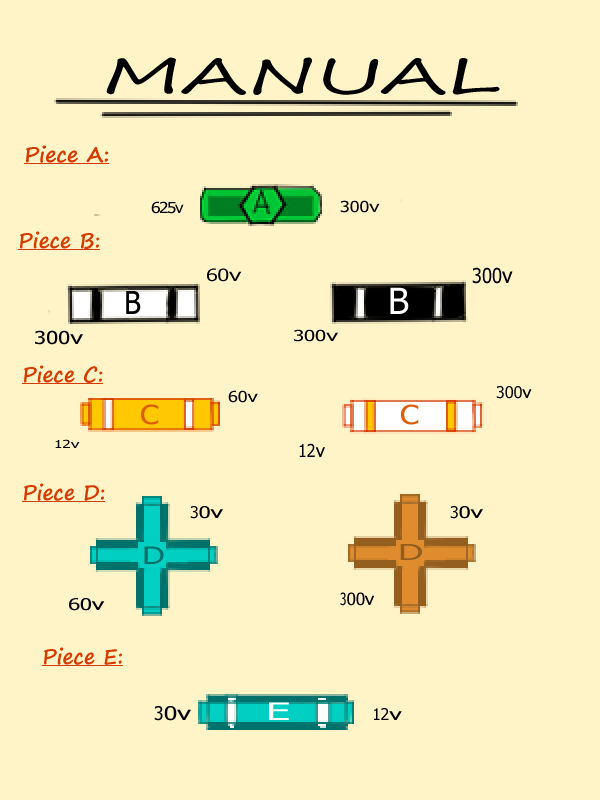 MANUAL
Piece A:
625v A 300v
Piece B:
60v 300v
B B
300v 300v
Piece C:
60v 300v
C C
12v 12v
Piece D:
30v 30v
D D
60v 300v
Piece E:
30v E 12v